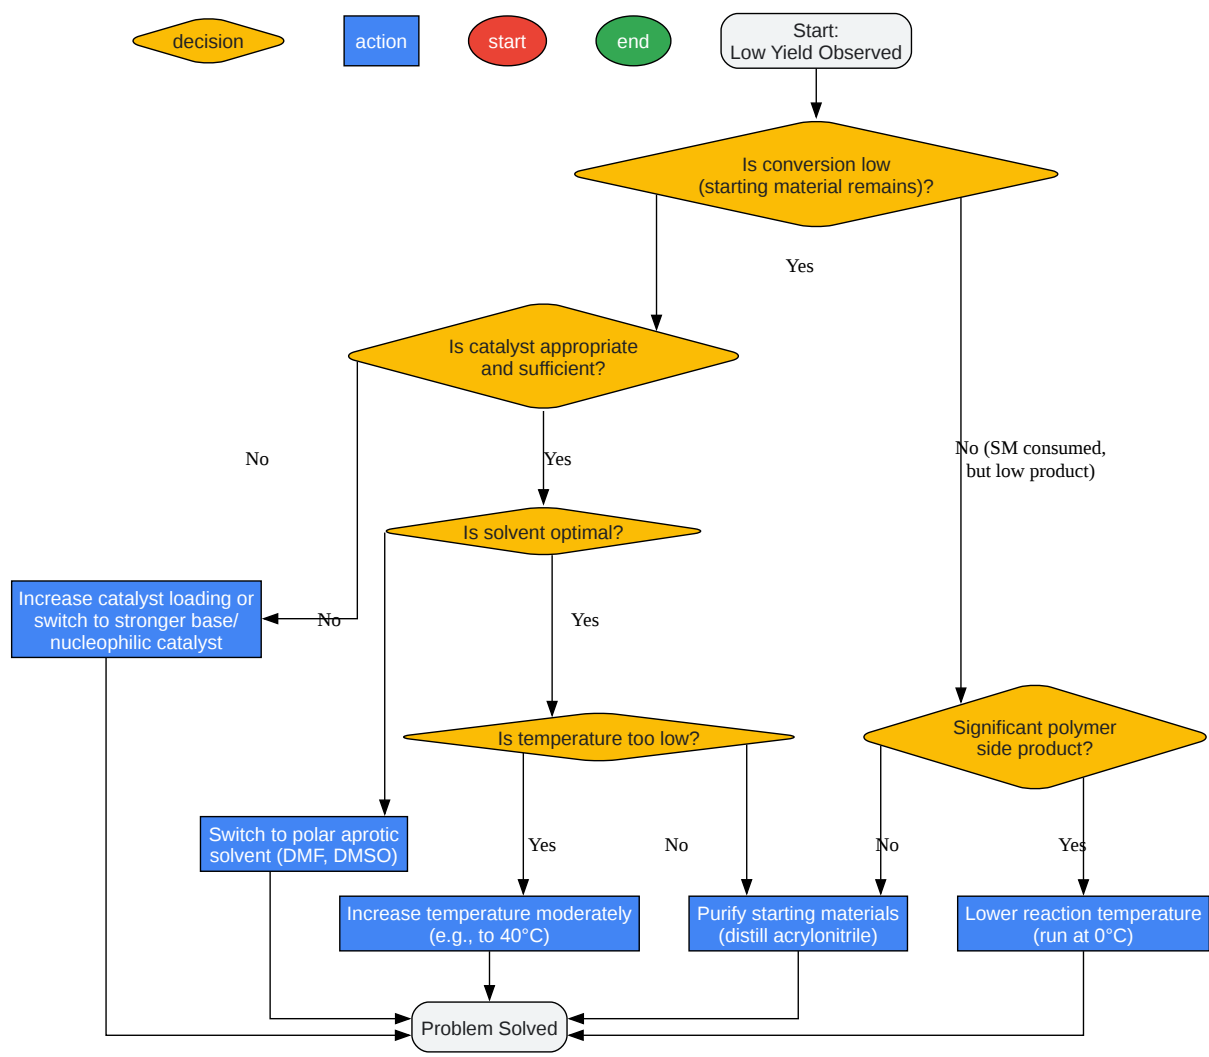 decision
action
start
end
Start:
Low Yield Observed
Is conversion low
(starting material remains)?
Yes
Is catalyst appropriate
and sufficient?
No
Yes
No (SM consumed,
but low product)
Is solvent optimal?
Increase catalyst loading or
switch to stronger base/
nucleophilic catalyst
No
Yes
Is temperature too low?
Significant polymer
side product?
Switch to polar aprotic
solvent (DMF, DMSO)
Yes
No
No
Yes
Increase temperature moderately
(e.g., to 40°C)
Purify starting materials
(distill acrylonitrile)
Lower reaction temperature
(run at 0°C)
Problem Solved